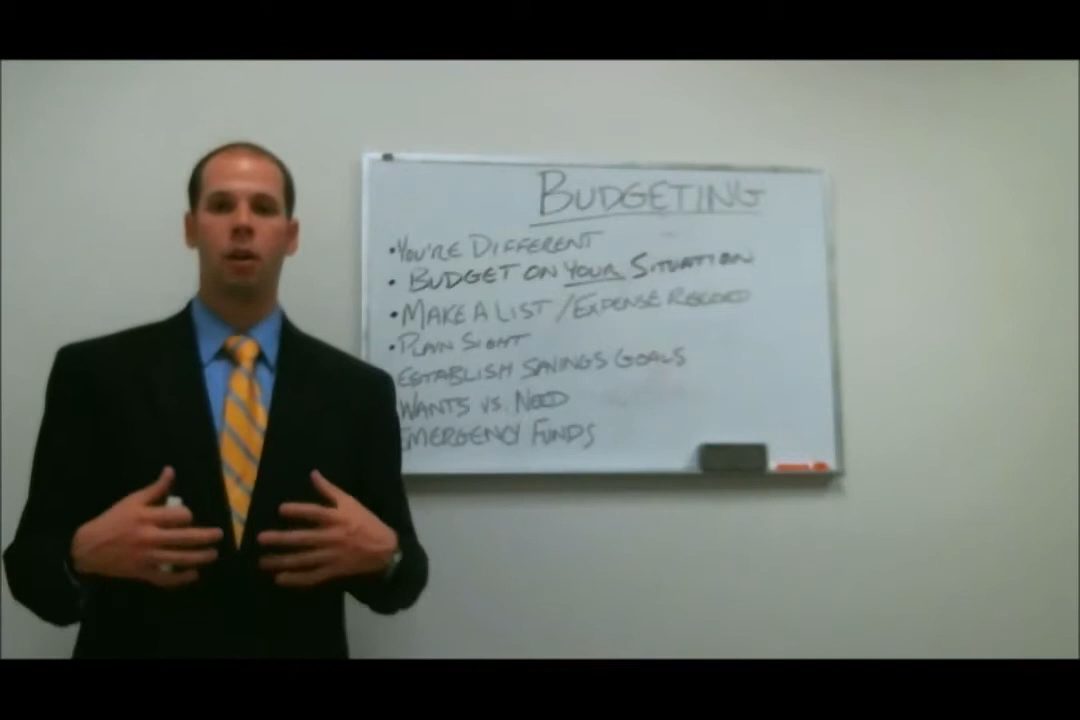 BUDGETING
• YOU'RE DIFFERENT
• BUDGET ON YOUR SITUATION
• MAKE A LIST / EXPENSE RECORD
• PLAIN SIGHT
ESTABLISH SAVINGS GOALS
WANTS VS. NEED
EMERGENCY FUNDS